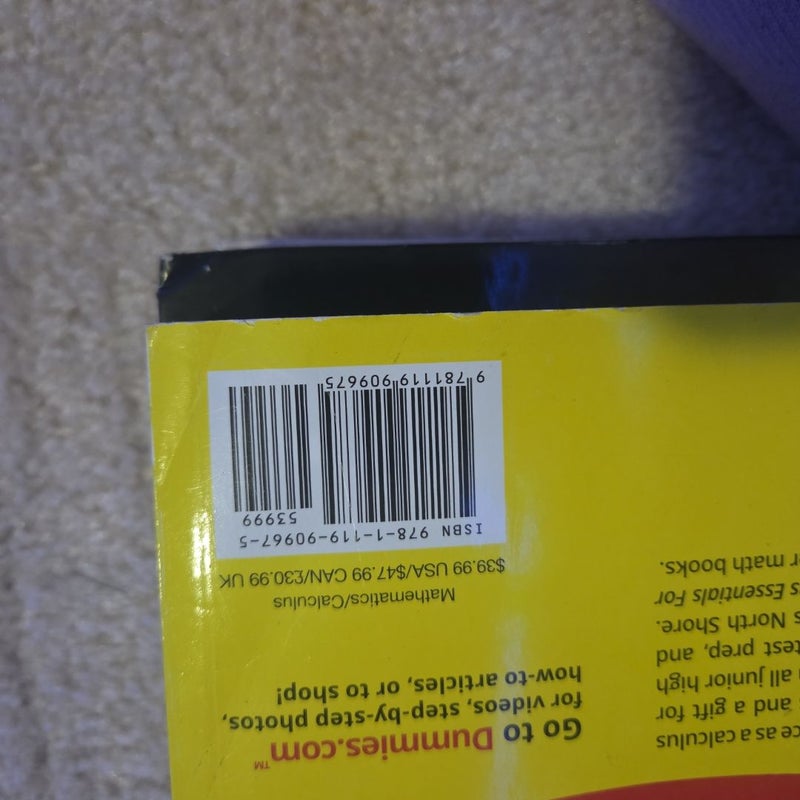 ce as a calculus
and a gift for
all junior high
test prep, and
North Shore.
Essentials For
math books.
Go to Dummies.com™
for videos, step-by-step photos,
how-to articles, or to shop!
Mathematics/Calculus
$39.99 USA/$47.99 CAN/£30.99 UK
ISBN 978-1-119-90967-5
53999
9 781119 909675